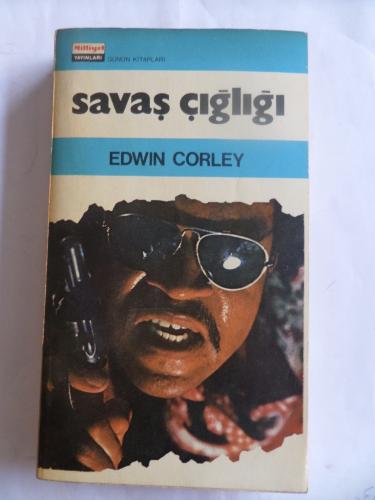 Milliyet
YAYINLARI GÜNÜN KİTAPLARI
savaş çığlığı
EDWIN CORLEY